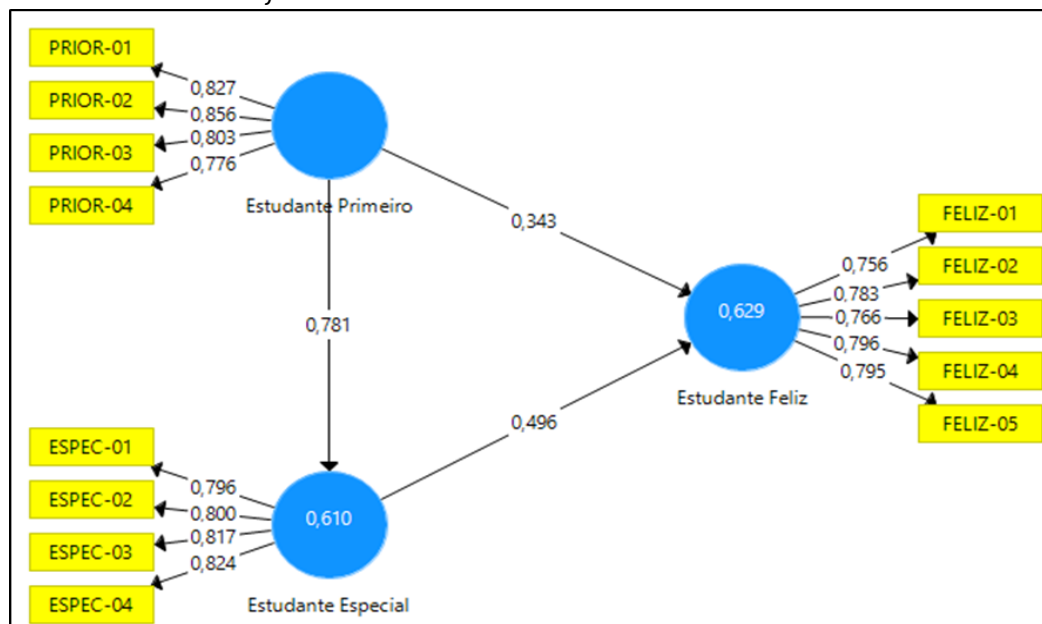 PRIOR-01
PRIOR-02
PRIOR-03
PRIOR-04
0,827
0,856
0,803
0,776
Estudante Primeiro
0,343
0,781
0,496
0,629
Estudante Feliz
0,756
0,783
0,766
0,796
0,795
FELIZ-01
FELIZ-02
FELIZ-03
FELIZ-04
FELIZ-05
ESPEC-01
ESPEC-02
ESPEC-03
ESPEC-04
0,796
0,800
0,817
0,824
0,610
Estudante Especial